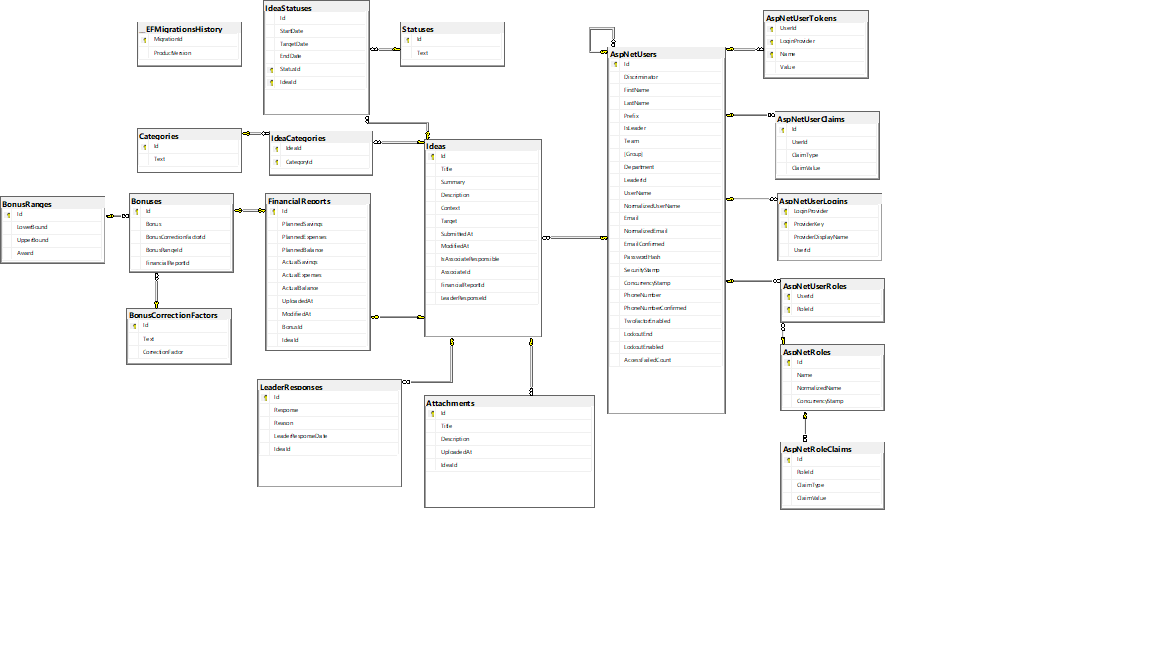 __EFMigrationsHistory
MigrationId
ProductVersion
IdeaStatuses
Id
StartDate
TargetDate
EndDate
StatusId
IdeaId
Statuses
Id
Text
Categories
Id
Text
IdeaCategories
IdeaId
CategoryId
Ideas
Id
Title
Summary
Description
Context
Target
SubmittedAt
ModifiedAt
IsAssociateResponsible
AssociateId
FinancialReportId
LeaderResponseId
BonusRanges
Id
LowerBound
UpperBound
Award
Bonuses
Id
Bonus
BonusCorrectionFactorId
BonusRangeId
FinancialReportId
FinancialReports
Id
PlannedSavings
PlannedExpenses
PlannedBalance
ActualSavings
ActualExpenses
ActualBalance
UploadedAt
ModifiedAt
BonusId
IdeaId
BonusCorrectionFactors
Id
Text
CorrectionFactor
LeaderResponses
Id
Response
Reason
LeaderResponseDate
IdeaId
Attachments
Id
Title
Description
UploadedAt
IdeaId
AspNetUsers
Id
Discriminator
FirstName
LastName
Prefix
IsLeader
Team
[Group]
Department
LeaderId
UserName
NormalizedUserName
Email
NormalizedEmail
EmailConfirmed
PasswordHash
SecurityStamp
ConcurrencyStamp
PhoneNumber
PhoneNumberConfirmed
TwoFactorEnabled
LockoutEnd
LockoutEnabled
AccessFailedCount
AspNetUserTokens
UserId
LoginProvider
Name
Value
AspNetUserClaims
Id
UserId
ClaimType
ClaimValue
AspNetUserLogins
LoginProvider
ProviderKey
ProviderDisplayName
UserId
AspNetUserRoles
UserId
RoleId
AspNetRoles
Id
Name
NormalizedName
ConcurrencyStamp
AspNetRoleClaims
Id
RoleId
ClaimType
ClaimValue